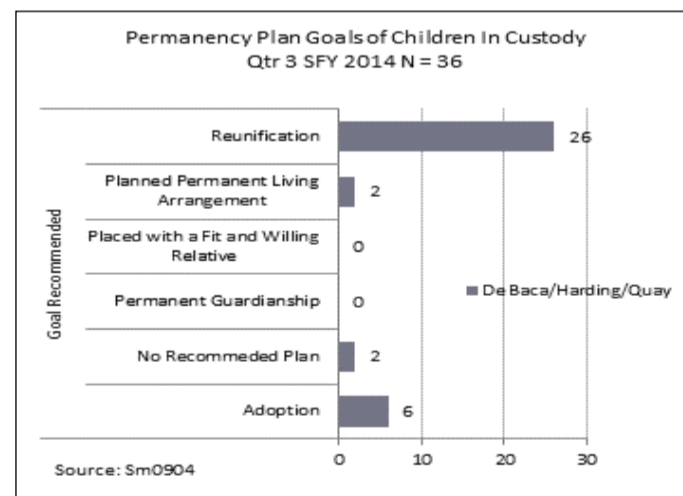 Permanency Plan Goals of Children In Custody
Qtr 3 SFY 2014 N = 36
Goal Recommended
Reunification
26
Planned Permanent Living
Arrangement
2
Placed with a Fit and Willing
Relative
0
Permanent Guardianship
0
No Recommeded Plan
2
Adoption
6
De Baca/Harding/Quay
0 10 20 30
Source: Sm0904